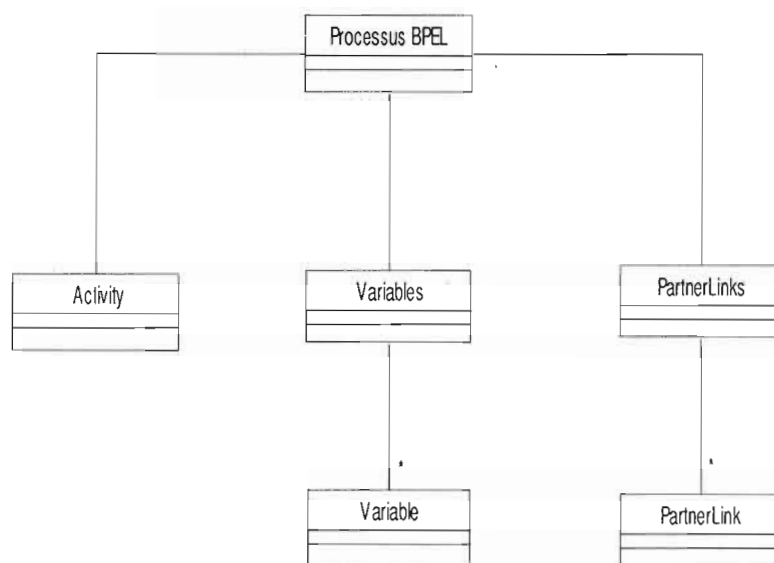 Processus BPEL
Activity
Variables
PartnerLinks
*
*
Variable
PartnerLink